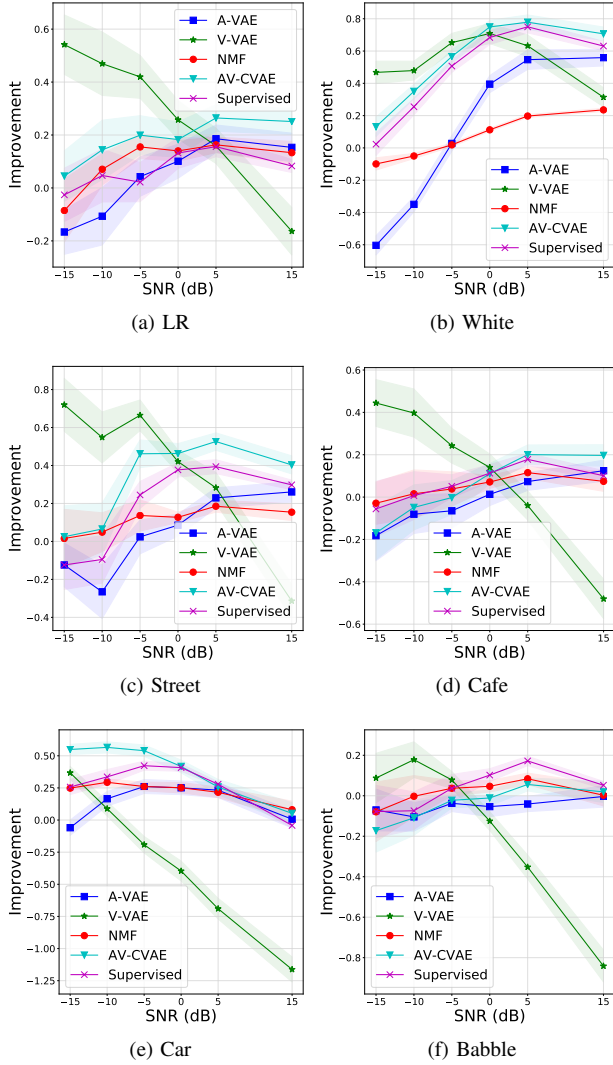 Improvement
0.6
0.4
0.2
0.0
−0.2
A-VAE
V-VAE
NMF
AV-CVAE
Supervised
−15 −10 −5 0 5 15
SNR (dB)
(a) LR
Improvement
0.8
0.6
0.4
0.2
0.0
−0.2
−0.4
−0.6
A-VAE
V-VAE
NMF
AV-CVAE
Supervised
−15 −10 −5 0 5 15
SNR (dB)
(b) White
Improvement
0.8
0.6
0.4
0.2
0.0
−0.2
−0.4
A-VAE
V-VAE
NMF
AV-CVAE
Supervised
−15 −10 −5 0 5 15
SNR (dB)
(c) Street
Improvement
0.6
0.4
0.2
0.0
−0.2
−0.4
−0.6
A-VAE
V-VAE
NMF
AV-CVAE
Supervised
−15 −10 −5 0 5 15
SNR (dB)
(d) Cafe
Improvement
0.50
0.25
0.00
−0.25
−0.50
−0.75
−1.00
−1.25
A-VAE
V-VAE
NMF
AV-CVAE
Supervised
−15 −10 −5 0 5 15
SNR (dB)
(e) Car
Improvement
0.2
0.0
−0.2
−0.4
−0.6
−0.8
A-VAE
V-VAE
NMF
AV-CVAE
Supervised
−15 −10 −5 0 5 15
SNR (dB)
(f) Babble